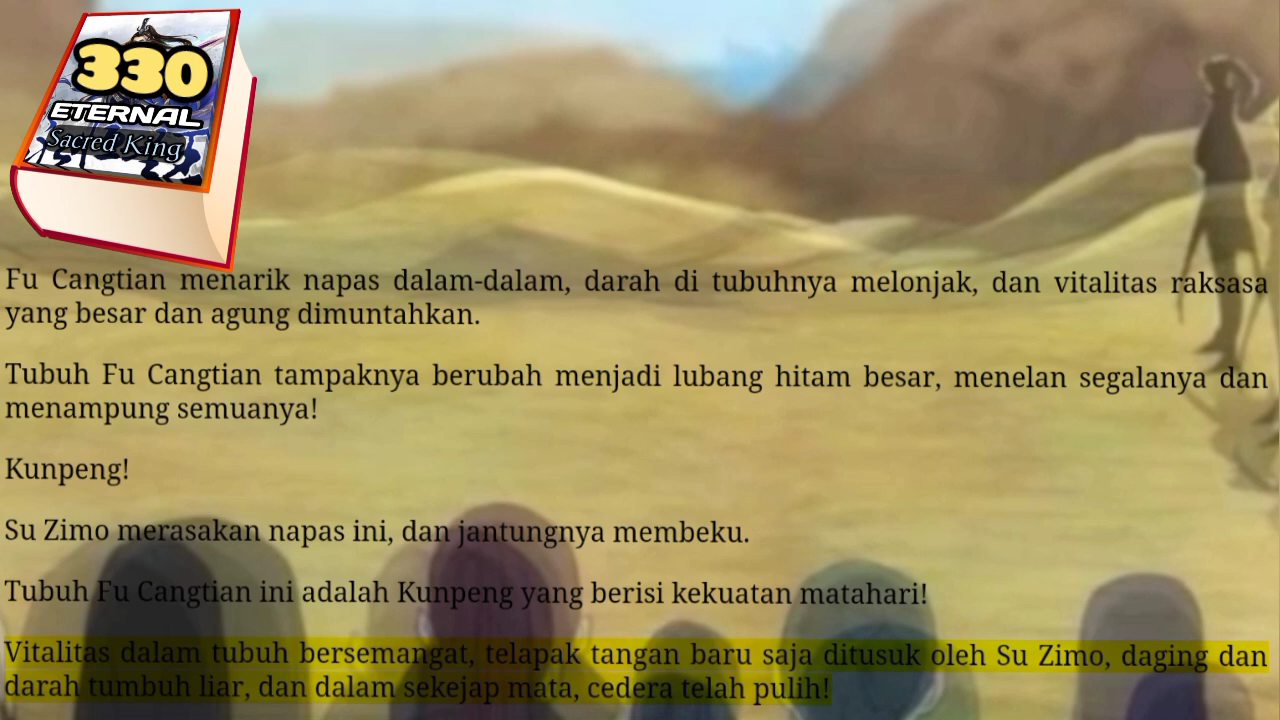 330
ETERNAL
Sacred King
Fu Cangtian menarik napas dalam-dalam, darah di tubuhnya melonjak, dan vitalitas raksasa
yang besar dan agung dimuntahkan.
Tubuh Fu Cangtian tampaknya berubah menjadi lubang hitam besar, menelan segalanya dan
menampung semuanya!
Kunpeng!
Su Zimo merasakan napas ini, dan jantungnya membeku.
Tubuh Fu Cangtian ini adalah Kunpeng yang berisi kekuatan matahari!
Vitalitas dalam tubuh bersemangat, telapak tangan baru saja ditusuk oleh Su Zimo, daging dan
darah tumbuh liar, dan dalam sekejap mata, cedera telah pulih!